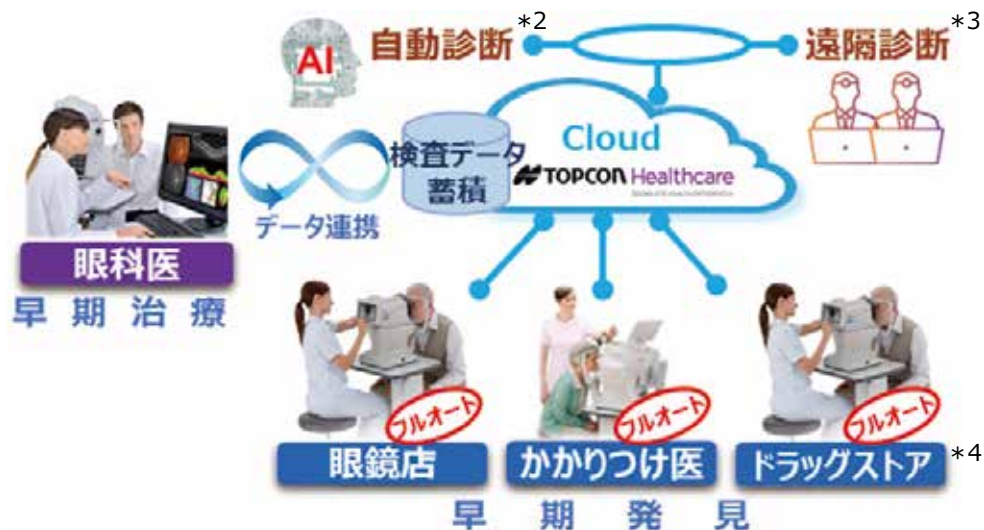 AI
自動診断 *2
遠隔診断 *3
Cloud
TOPCON Healthcare
検査データ
蓄積
データ連携
眼科医
早期治療
フルオート
フルオート
フルオート
眼鏡店
かかりつけ医
ドラッグストア *4
早期発見